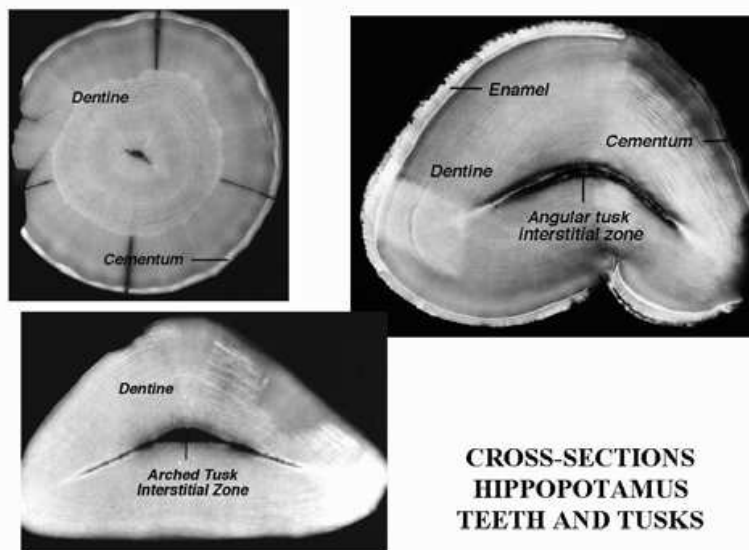 Dentine
Cementum
Enamel
Cementum
Dentine
Angular tusk
interstitial zone
Dentine
Arched Tusk
Interstitial Zone
CROSS-SECTIONS
HIPPOPOTAMUS
TEETH AND TUSKS